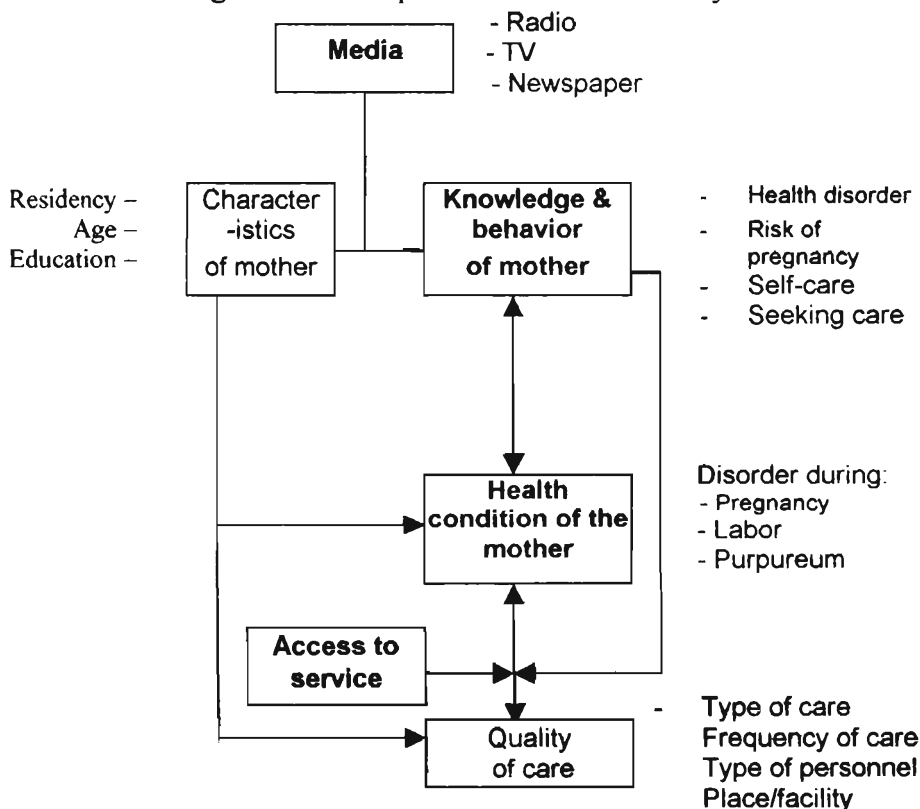 - Radio
Media
- TV
- Newspaper
Residency –
Age –
Education –
Character
-istics
of mother
Knowledge &
behavior
of mother
- Health disorder
- Risk of
pregnancy
- Self-care
- Seeking care
Health
condition of the
mother
Disorder during:
- Pregnancy
- Labor
- Purpureum
Access to
service
Quality
of care
- Type of care
Frequency of care
Type of personnel
Place/facility